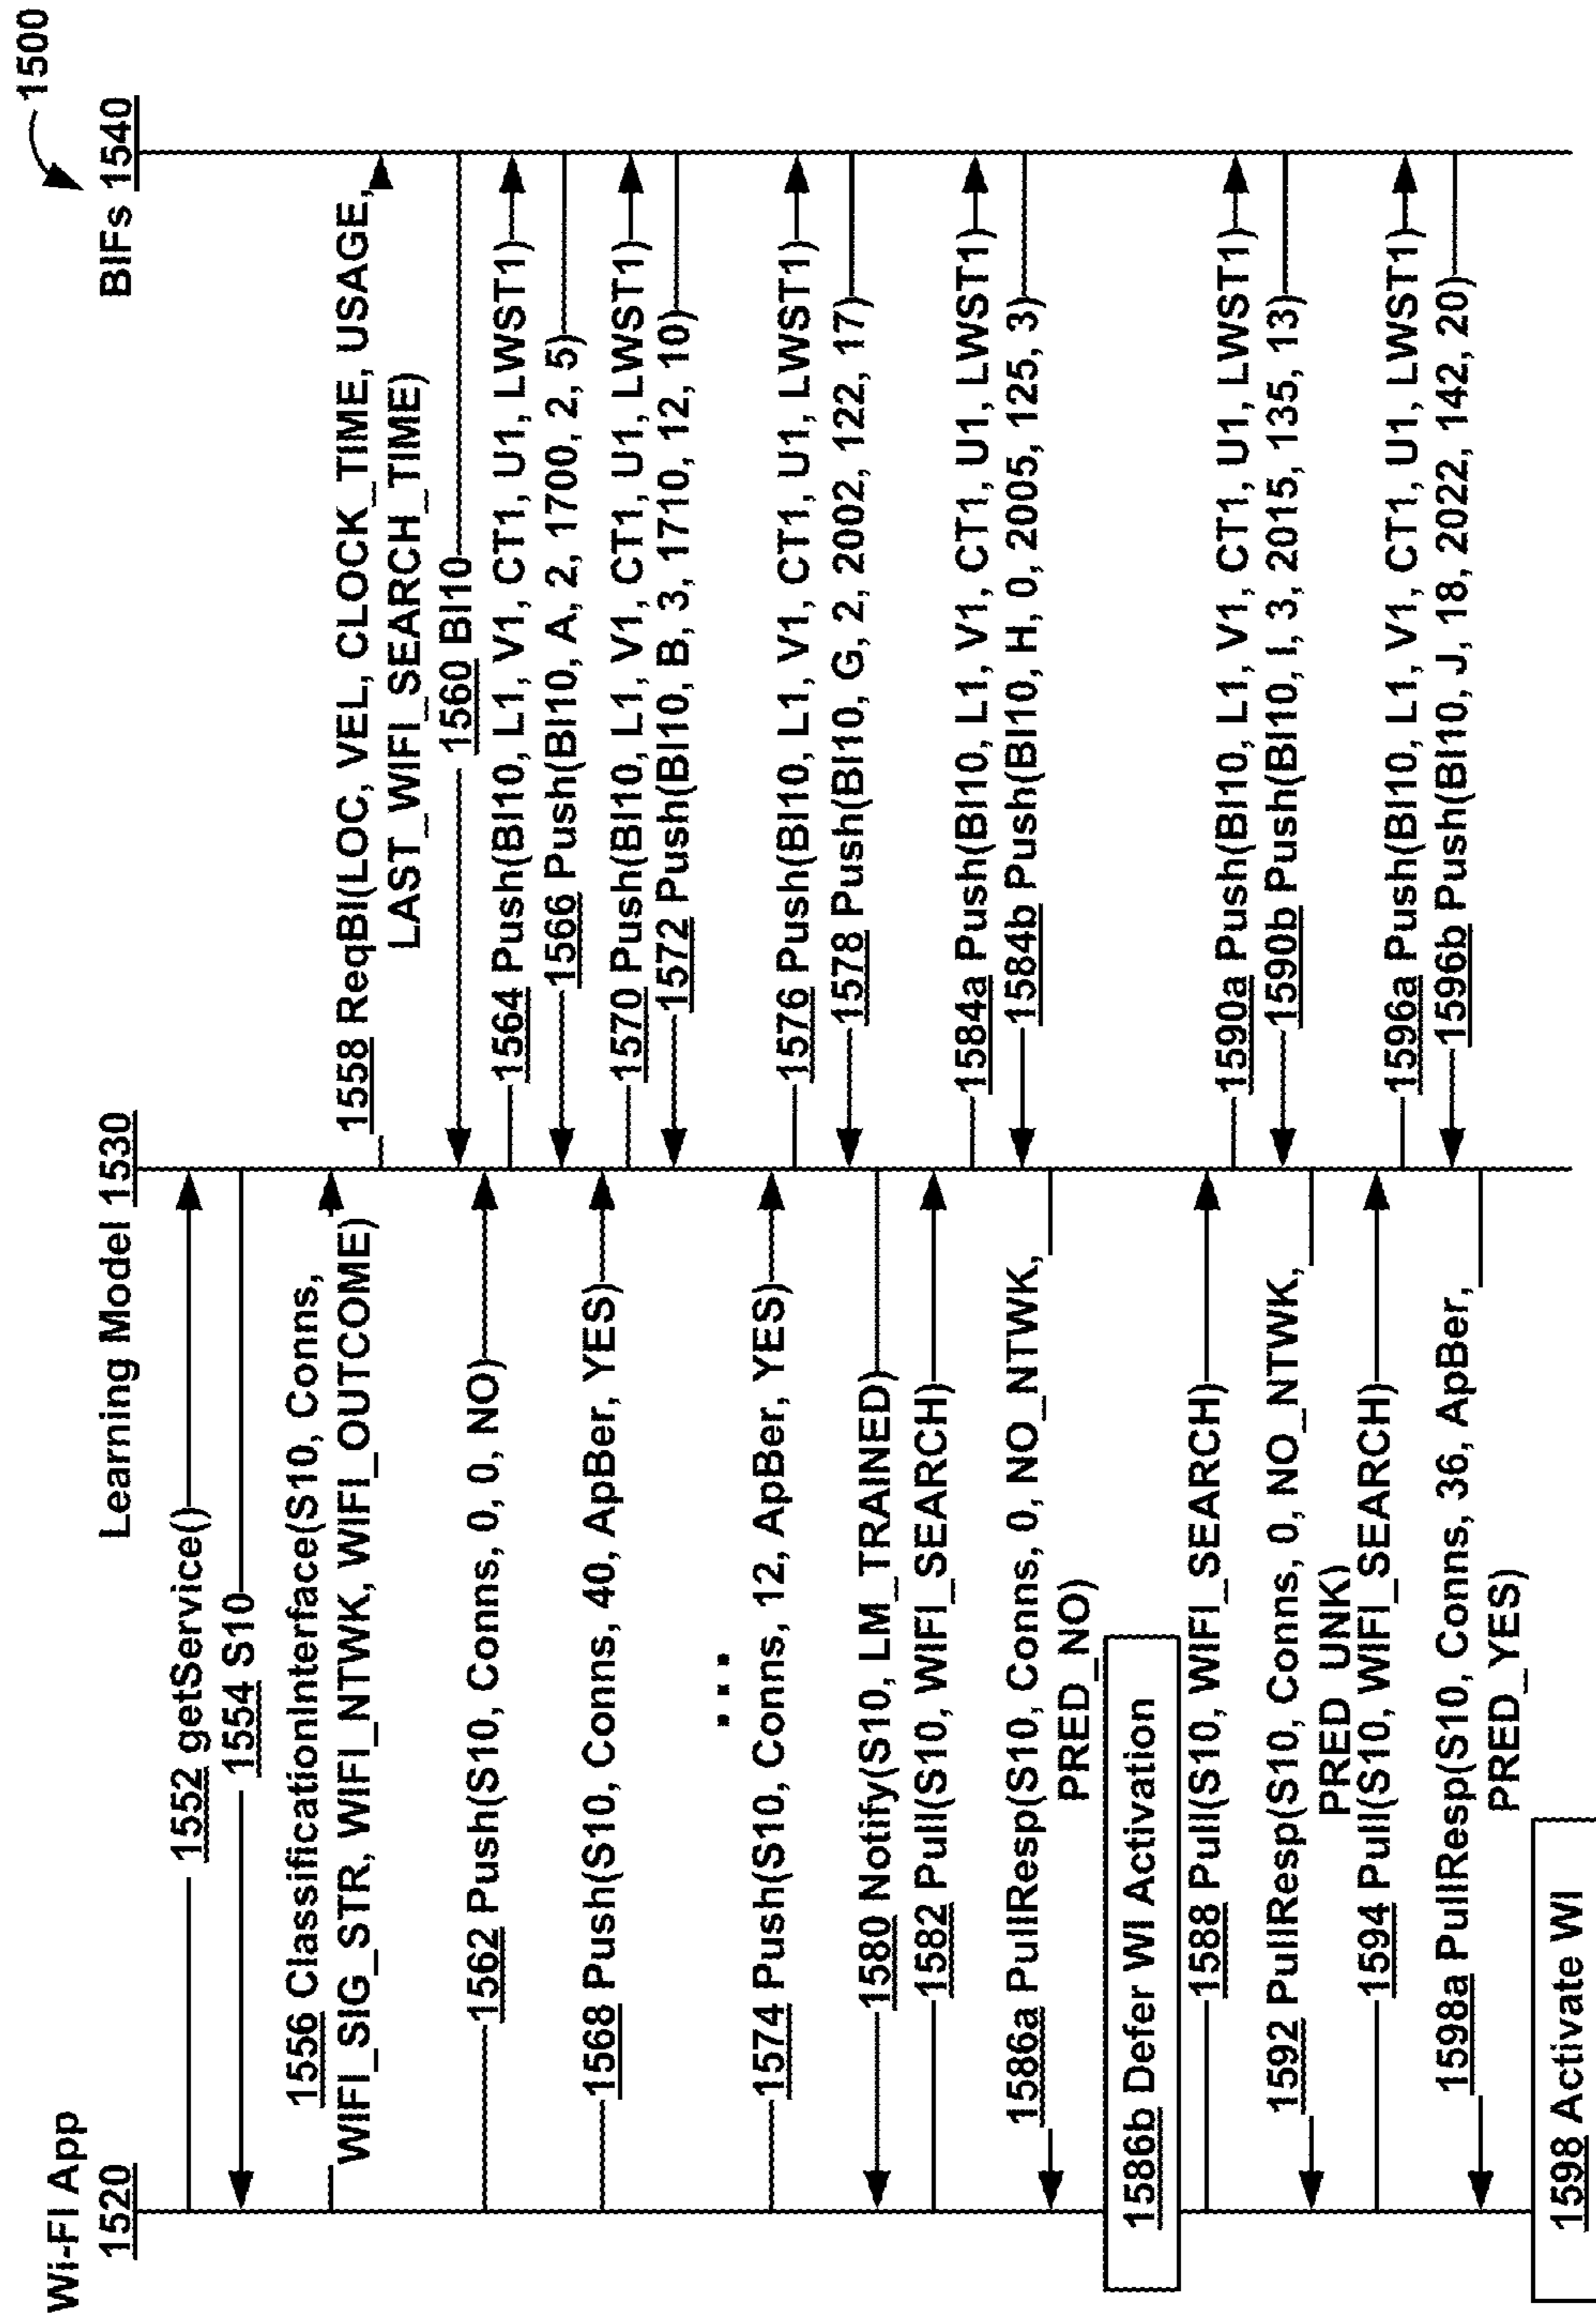 1500
Wi-FI App
1520
Learning Model 1530
BIFs 1540
1552 getService()
1554 S10
1556 ClassificationInterface(S10, Conns,
WIFI_SIG_STR, WIFI_NTWK, WIFI_OUTCOME)
1558 ReqBI(LOC, VEL, CLOCK_TIME, USAGE,
LAST_WIFI_SEARCH_TIME)
1560 BI10
1562 Push(S10, Conns, 0, 0, NO)
1564 Push(BI10, L1, V1, CT1, U1, LWST1)
1566 Push(BI10, A, 2, 1700, 2, 5)
1568 Push(S10, Conns, 40, ApBer, YES)
1570 Push(BI10, L1, V1, CT1, U1, LWST1)
1572 Push(BI10, B, 3, 1710, 12, 10)
...
1574 Push(S10, Conns, 12, ApBer, YES)
1576 Push(BI10, L1, V1, CT1, U1, LWST1)
1578 Push(BI10, G, 2, 2002, 122, 17)
1580 Notify(S10, LM_TRAINED)
1582 Pull(S10, WIFI_SEARCH)
1584a Push(BI10, L1, V1, CT1, U1, LWST1)
1584b Push(BI10, H, 0, 2005, 125, 3)
1586a PullResp(S10, Conns, 0, NO_NTWK,
PRED_NO)
1586b Defer WI Activation
1588 Pull(S10, WIFI_SEARCH)
1590a Push(BI10, L1, V1, CT1, U1, LWST1)
1590b Push(BI10, I, 3, 2015, 135, 13)
1592 PullResp(S10, Conns, 0, NO_NTWK,
PRED_UNK)
1594 Pull(S10, WIFI_SEARCH)
1596a Push(BI10, L1, V1, CT1, U1, LWST1)
1596b Push(BI10, J, 18, 2022, 142, 20)
1598a PullResp(S10, Conns, 36, ApBer,
PRED_YES)
1598 Activate WI